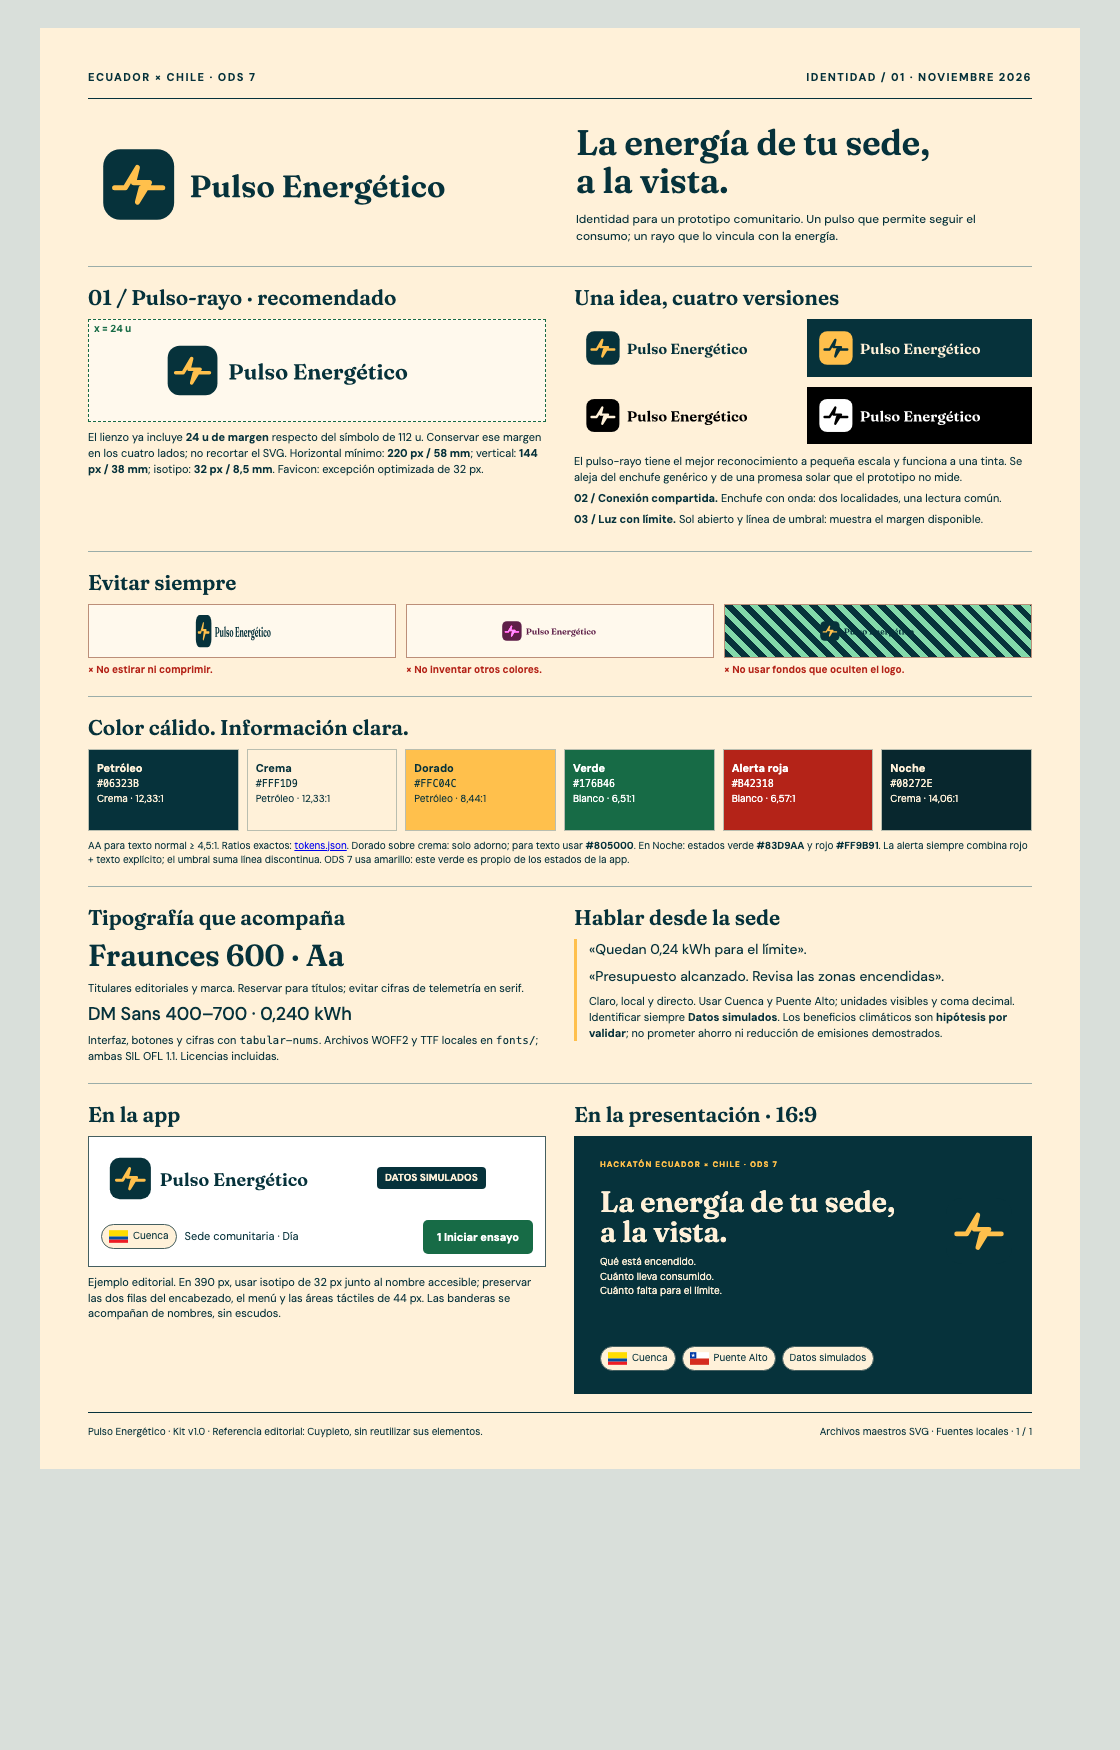 ECUADOR × CHILE · ODS 7
IDENTIDAD / 01 · NOVIEMBRE 2026
Pulso Energético
La energía de tu sede,
a la vista.
Identidad para un prototipo comunitario. Un pulso que permite seguir el
consumo; un rayo que lo vincula con la energía.
01 / Pulso-rayo · recomendado
x = 24 u
Pulso Energético
El lienzo ya incluye 24 u de margen respecto del símbolo de 112 u. Conservar ese margen
en los cuatro lados; no recortar el SVG. Horizontal mínimo: 220 px / 58 mm; vertical: 144
px / 38 mm; isotipo: 32 px / 8,5 mm. Favicon: excepción optimizada de 32 px.
Una idea, cuatro versiones
Pulso Energético
Pulso Energético
Pulso Energético
Pulso Energético
El pulso-rayo tiene el mejor reconocimiento a pequeña escala y funciona a una tinta. Se
aleja del enchufe genérico y de una promesa solar que el prototipo no mide.
02 / Conexión compartida. Enchufe con onda: dos localidades, una lectura común.
03 / Luz con límite. Sol abierto y línea de umbral: muestra el margen disponible.
Evitar siempre
Pulso Energético
Pulso Energético
Pulso Energético
× No estirar ni comprimir.
× No inventar otros colores.
× No usar fondos que oculten el logo.
Color cálido. Información clara.
Petróleo
#06323B
Crema · 12,33:1
Crema
#FFF1D9
Petróleo · 12,33:1
Dorado
#FFC04C
Petróleo · 8,44:1
Verde
#176B46
Blanco · 6,51:1
Alerta roja
#B42318
Blanco · 6,57:1
Noche
#08272E
Crema · 14,06:1
AA para texto normal ≥ 4,5:1. Ratios exactos: tokens.json. Dorado sobre crema: solo adorno; para texto usar #805000. En Noche: estados verde #83D9AA y rojo #FF9B91. La alerta siempre combina rojo
+ texto explícito; el umbral suma línea discontinua. ODS 7 usa amarillo: este verde es propio de los estados de la app.
Tipografía que acompaña
Fraunces 600 · Aa
Titulares editoriales y marca. Reservar para títulos; evitar cifras de telemetría en serif.
DM Sans 400–700 · 0,240 kWh
Interfaz, botones y cifras con tabular-nums. Archivos WOFF2 y TTF locales en fonts/;
ambas SIL OFL 1.1. Licencias incluidas.
Hablar desde la sede
«Quedan 0,24 kWh para el límite».
«Presupuesto alcanzado. Revisa las zonas encendidas».
Claro, local y directo. Usar Cuenca y Puente Alto; unidades visibles y coma decimal.
Identificar siempre Datos simulados. Los beneficios climáticos son hipótesis por
validar; no prometer ahorro ni reducción de emisiones demostrados.
En la app
Pulso Energético
DATOS SIMULADOS
Cuenca
Sede comunitaria · Día
1 Iniciar ensayo
Ejemplo editorial. En 390 px, usar isotipo de 32 px junto al nombre accesible; preservar
las dos filas del encabezado, el menú y las áreas táctiles de 44 px. Las banderas se
acompañan de nombres, sin escudos.
En la presentación · 16:9
HACKATÓN ECUADOR × CHILE · ODS 7
La energía de tu sede,
a la vista.
Qué está encendido.
Cuánto lleva consumido.
Cuánto falta para el límite.
Cuenca
Puente Alto
Datos simulados
Pulso Energético · Kit v1.0 · Referencia editorial: Cuypleto, sin reutilizar sus elementos.
Archivos maestros SVG · Fuentes locales · 1 / 1